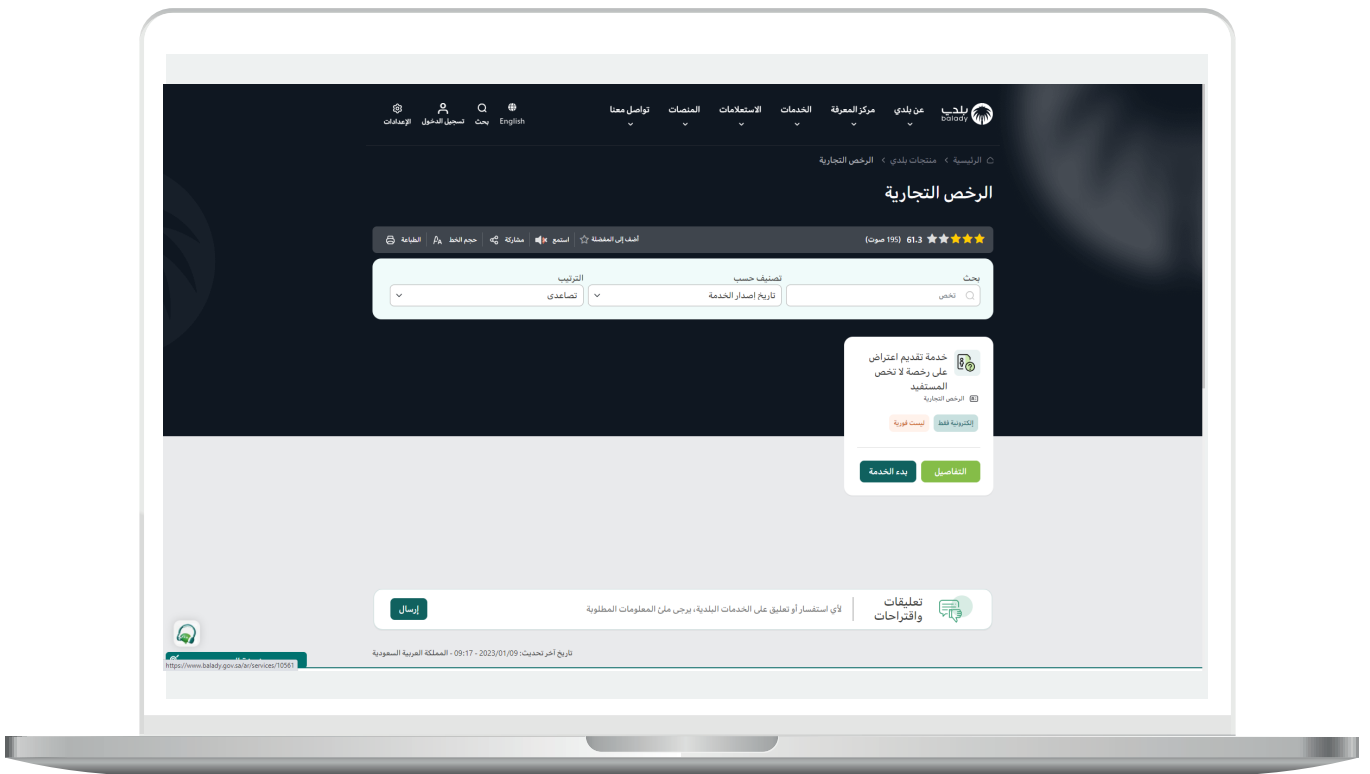 بلدي
balady
عن بلدي
مركز المعرفة
الخدمات
الاستعلامات
المنصات
تواصل معنا
English
بحث
تسجيل الدخول
الإعدادات
الرئيسية > منتجات بلدي > الرخص التجارية
الرخص التجارية
61.3 (195 صوت)
أضف إلى المفضلة
استمع
مشاركة
حجم الخط
الطباعة
بحث
تصنيف حسب
الترتيب
تخص
تاريخ إصدار الخدمة
تصاعدى
خدمة تقديم اعتراض
على رخصة لا تخص
المستفيد
الرخص التجارية
إلكترونية فقط
ليست فورية
التفاصيل
بدء الخدمة
تعليقات
واقتراحات
لأي استفسار أو تعليق على الخدمات البلدية، يرجى ملئ المعلومات المطلوبة
إرسال
تاريخ أخر تحديث: 2023/01/09 - 09:17 - المملكة العربية السعودية
https://www.balady.gov.sa/ar/services/10561